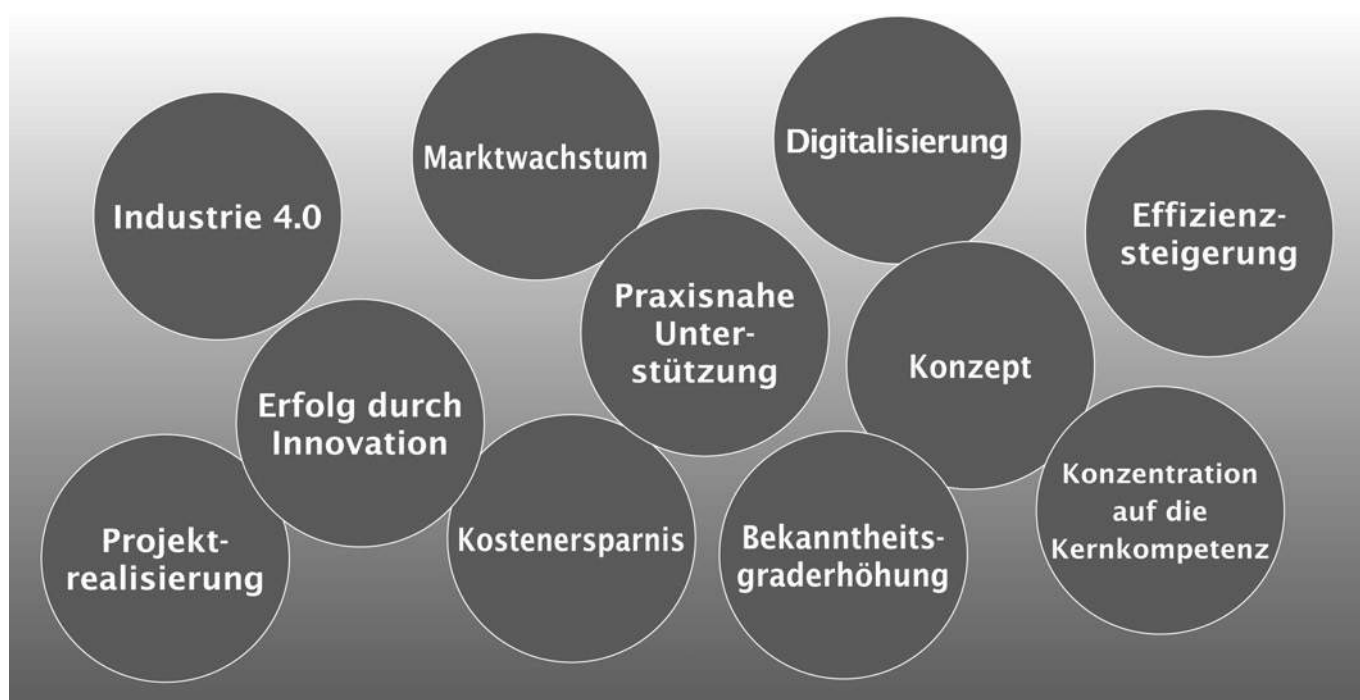 Industrie 4.0
Marktwachstum
Digitalisierung
Effizienz-
steigerung
Praxisnahe
Unter-
stützung
Konzept
Erfolg durch
Innovation
Projekt-
realisierung
Kostenersparnis
Bekanntheits-
graderhöhung
Konzentration
auf die
Kernkompetenz